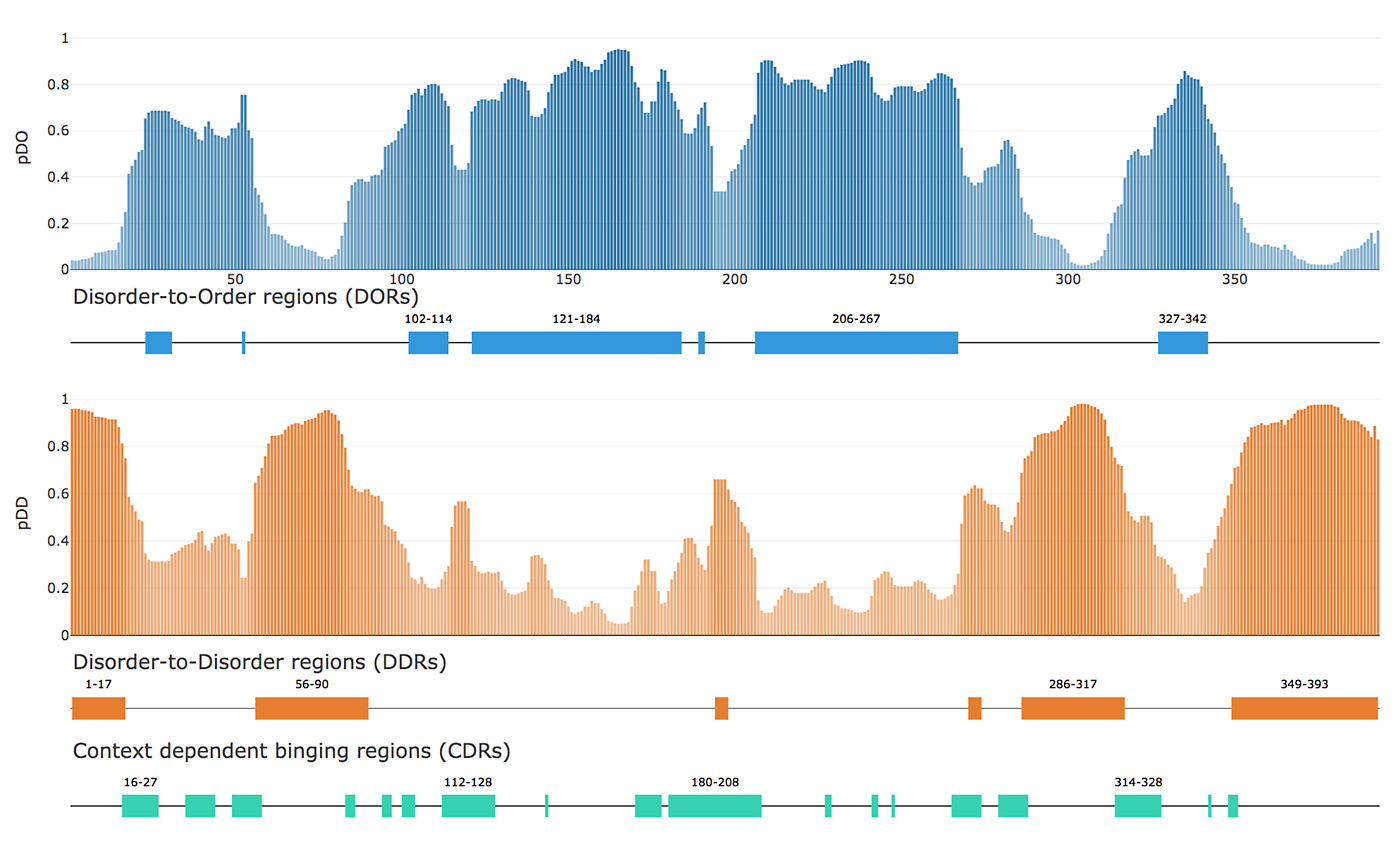 1
0.8
0.6
0.4
0.2
0
pDO
50 100 150 200 250 300 350
Disorder-to-Order regions (DORs)
102-114 121-184 206-267 327-342
1
0.8
0.6
0.4
0.2
0
pDD
Disorder-to-Disorder regions (DDRs)
1-17 56-90 286-317 349-393
Context dependent binging regions (CDRs)
16-27 112-128 180-208 314-328